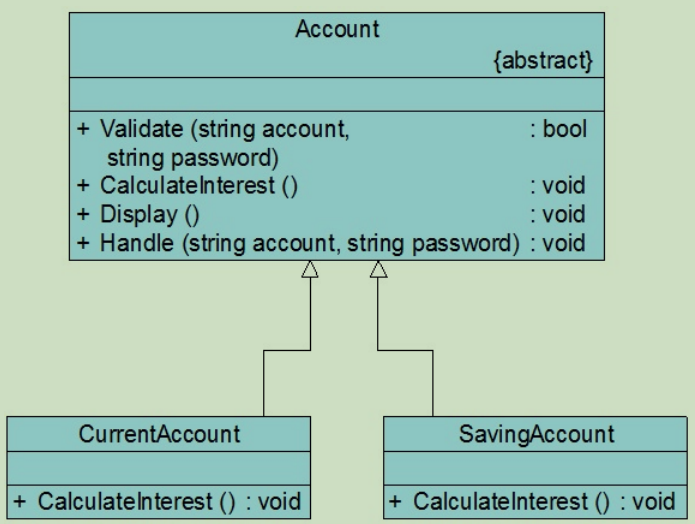 Account
{abstract}
+ Validate (string account, : bool
string password)
+ CalculateInterest () : void
+ Display () : void
+ Handle (string account, string password) : void
CurrentAccount
+ CalculateInterest () : void
SavingAccount
+ CalculateInterest () : void